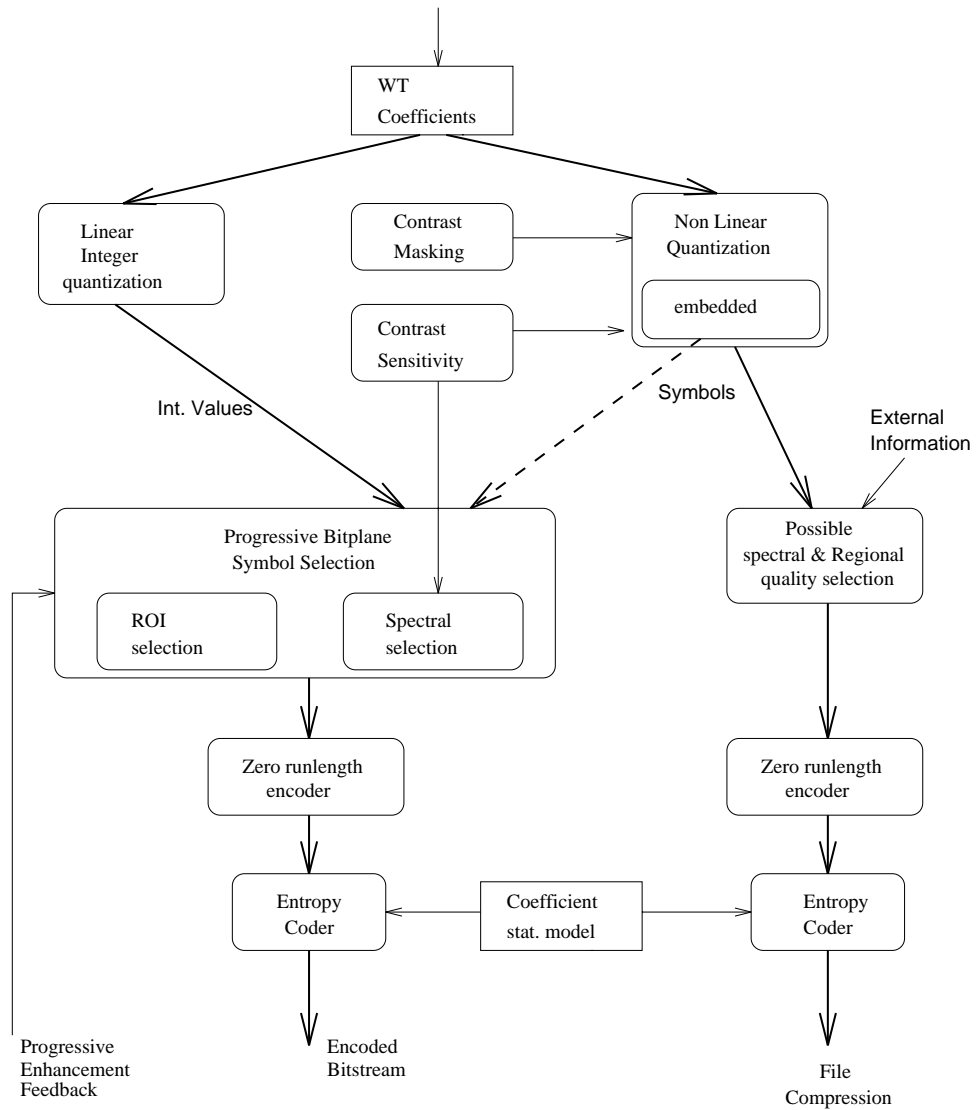 WT
Coefficients
Linear
Integer
quantization
Contrast
Masking
Non Linear
Quantization
embedded
Contrast
Sensitivity
Int. Values
Symbols
External
Information
Progressive Bitplane
Symbol Selection
ROI
selection
Spectral
selection
Possible
spectral & Regional
quality selection
Zero runlength
encoder
Zero runlength
encoder
Entropy
Coder
Coefficient
stat. model
Entropy
Coder
Progressive
Enhancement
Feedback
Encoded
Bitstream
File
Compression